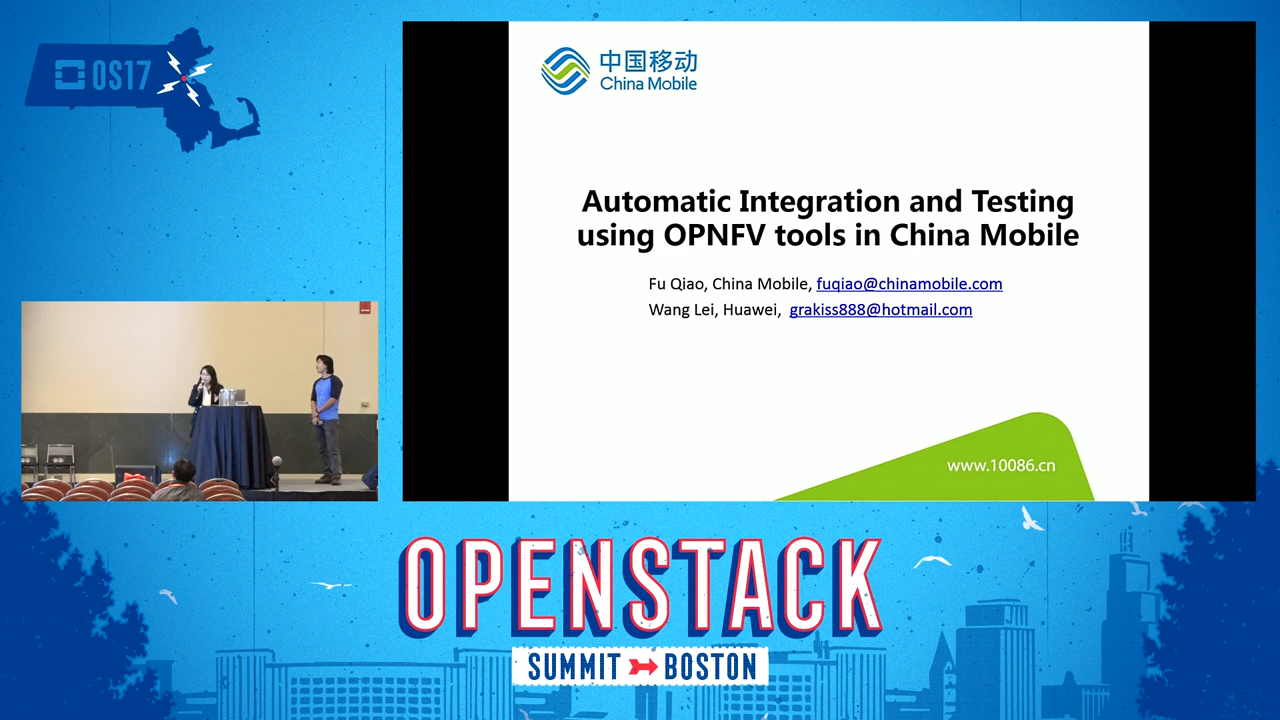 OS17
中国移动
China Mobile
Automatic Integration and Testing
using OPNFV tools in China Mobile
Fu Qiao, China Mobile, fuqiao@chinamobile.com
Wang Lei, Huawei, grakiss888@hotmail.com
www.10086.cn
OPENSTACK
SUMMIT BOSTON